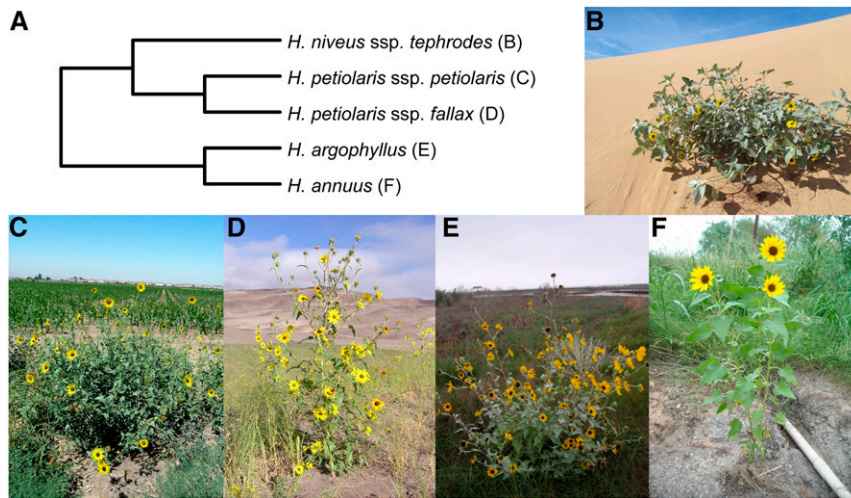 A
H. niveus ssp. tephrodes (B)
H. petiolaris ssp. petiolaris (C)
H. petiolaris ssp. fallax (D)
H. argophyllus (E)
H. annuus (F)
B
C
D
E
F